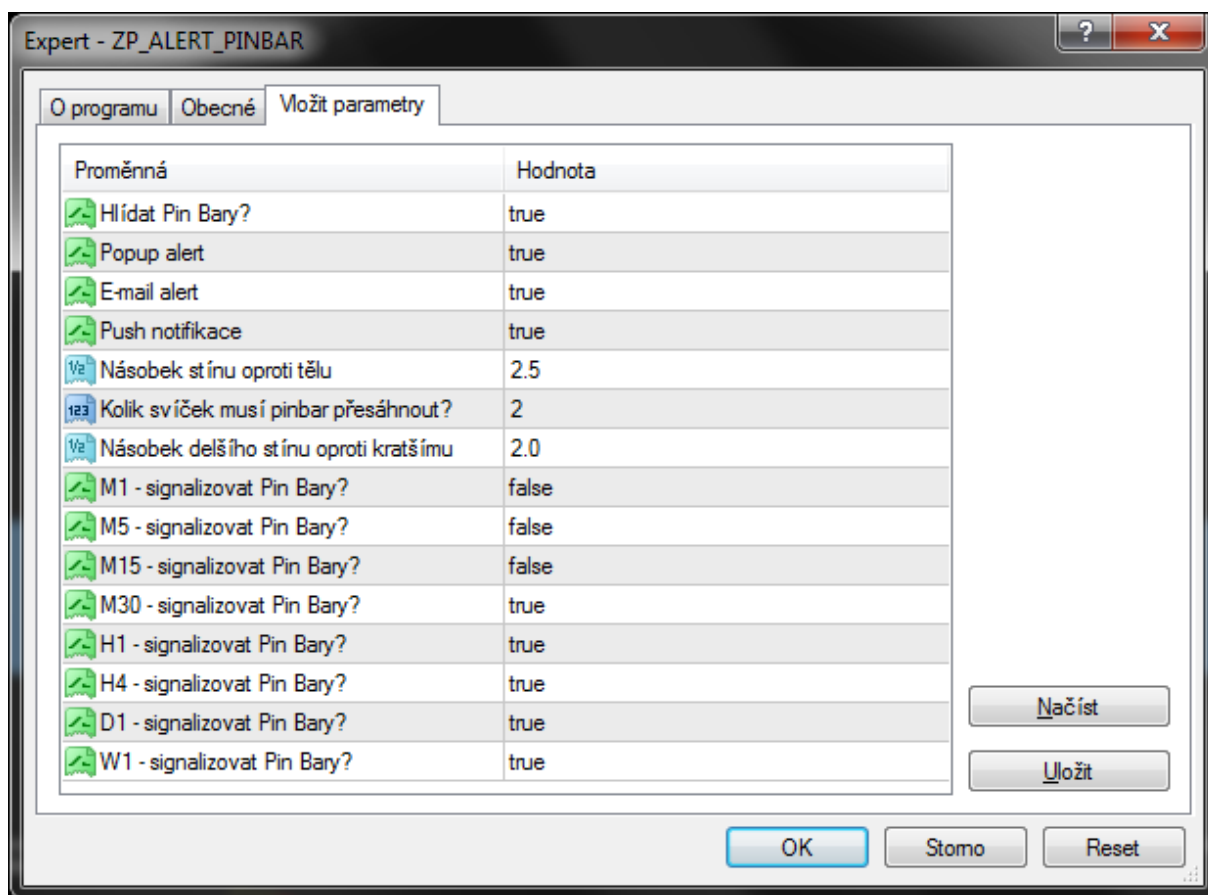 Expert - ZP_ALERT_PINBAR
O programu Obecné Vložit parametry
Proměnná Hodnota
Hlídat Pin Bary? true
Popup alert true
E-mail alert true
Push notifikace true
Násobek stínu oproti tělu 2.5
Kolik svíček musí pinbar přesáhnout? 2
Násobek delšího stínu oproti kratšímu 2.0
M1 - signalizovat Pin Bary? false
M5 - signalizovat Pin Bary? false
M15 - signalizovat Pin Bary? false
M30 - signalizovat Pin Bary? true
H1 - signalizovat Pin Bary? true
H4 - signalizovat Pin Bary? true
D1 - signalizovat Pin Bary? true
W1 - signalizovat Pin Bary? true
Načíst
Uložit
OK Storno Reset